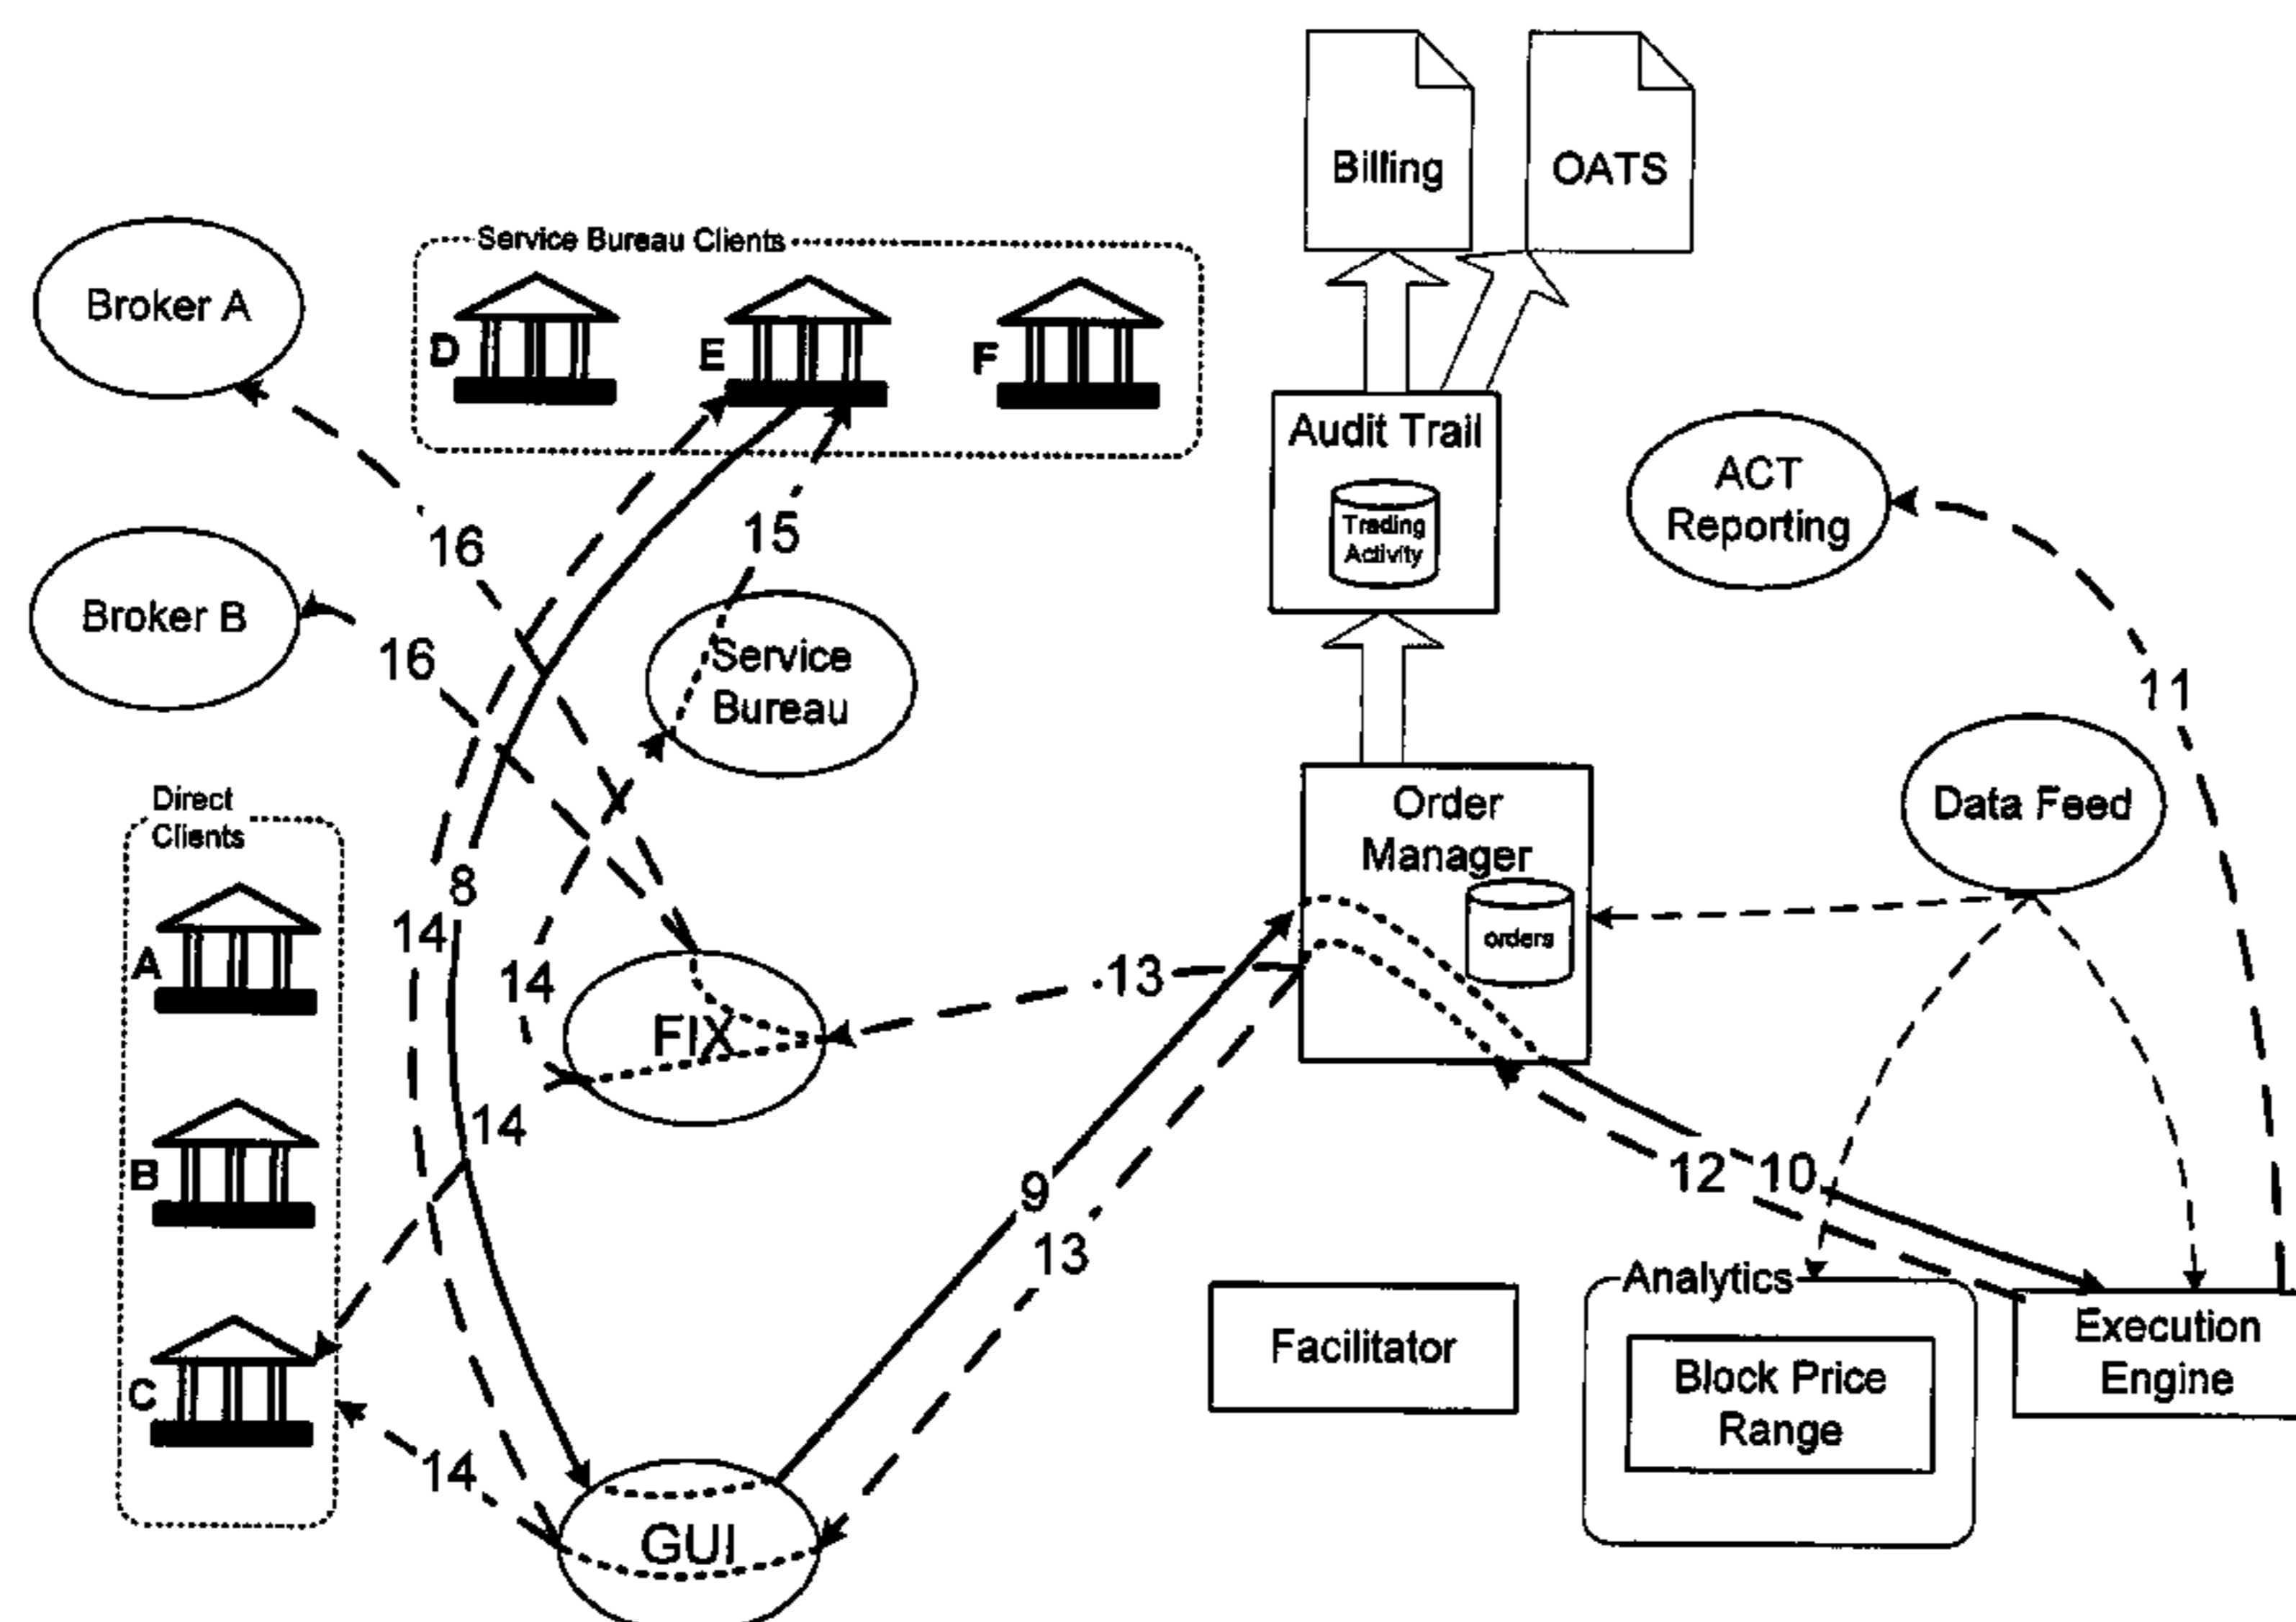 Billing
OATS
Service Bureau Clients
Broker A
D
E
F
Audit Trail
Trading
Activity
ACT
Reporting
16
15
Broker B
16
Service
Bureau
11
Direct
Clients
Order
Manager
orders
Data Feed
8
14
14
13
A
FIX
14
B
9
12
10
13
Analytics
Facilitator
Execution
Engine
Block Price
Range
C
14
GUI